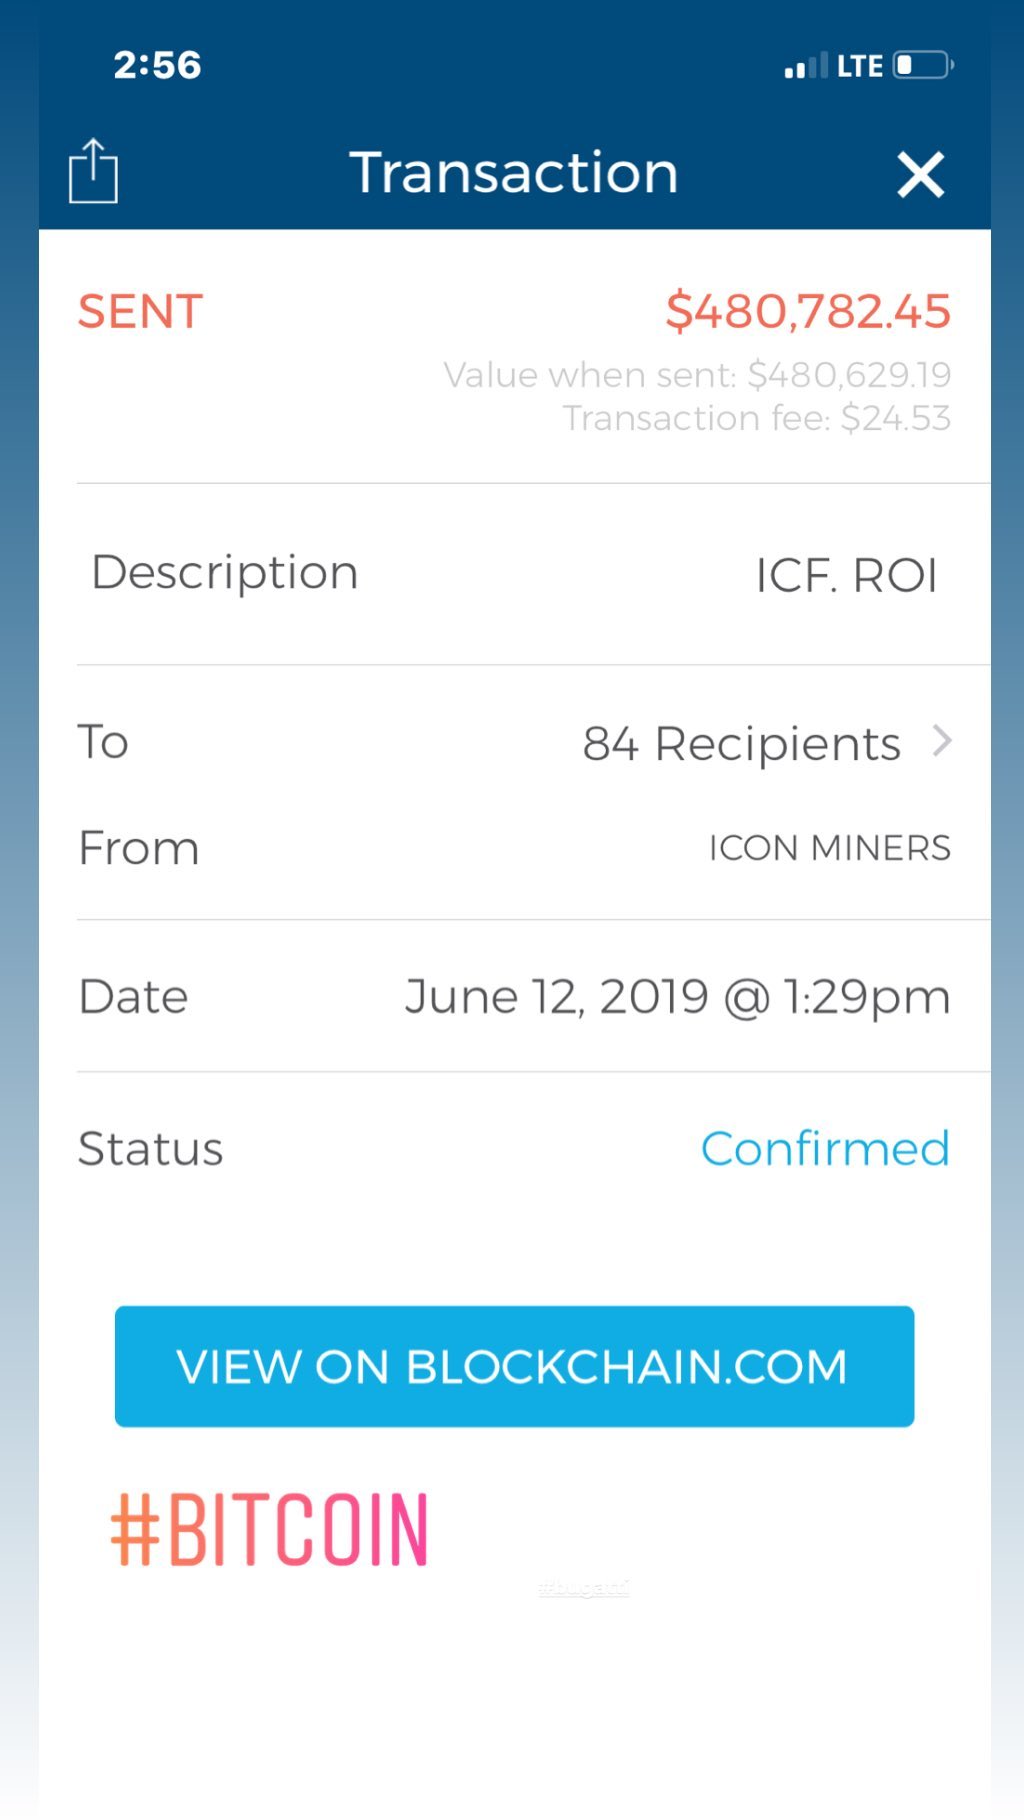 2:56 LTE
Transaction
SENT $480,782.45
Value when sent: $480,629.19
Transaction fee: $24.53
Description ICF. ROI
To 84 Recipients
From ICON MINERS
Date June 12, 2019 @ 1:29pm
Status Confirmed
VIEW ON BLOCKCHAIN.COM
#BITCOIN
#bugatti